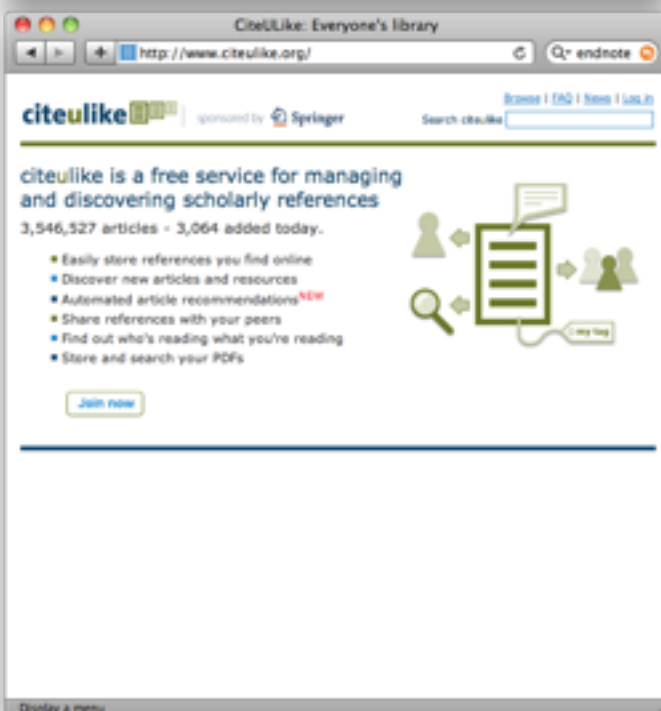 CiteULike: Everyone's library
http://www.citeulike.org/
endnote
citeulike
sponsored by Springer
Browse | FAQ | News | Log in
Search citeulike
citeulike is a free service for managing
and discovering scholarly references
3,546,527 articles - 3,064 added today.
Easily store references you find online
Discover new articles and resources
Automated article recommendations NEW
Share references with your peers
Find out who's reading what you're reading
Store and search your PDFs
my tag
Join now
Display a menu